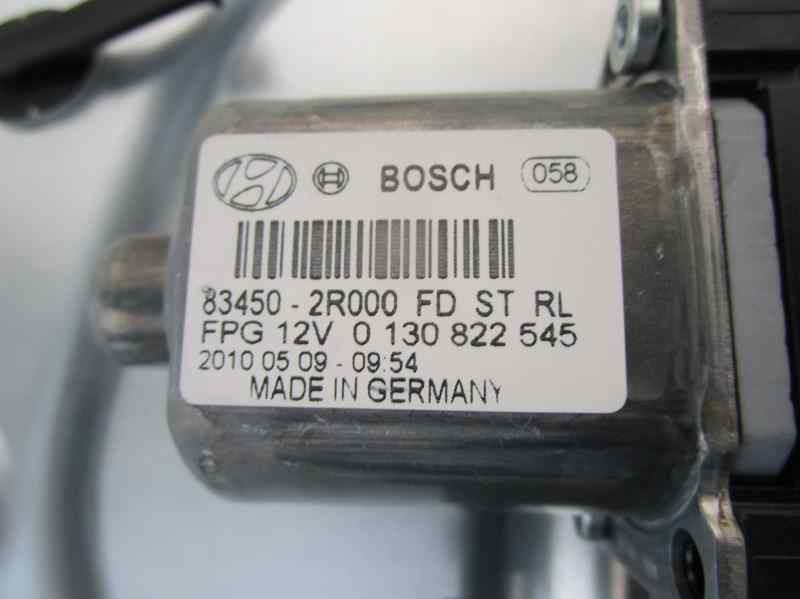 BOSCH 058
83450-2R000 FD ST RL
FPG 12V 0 130 822 545
2010 05 09-09:54
MADE IN GERMANY